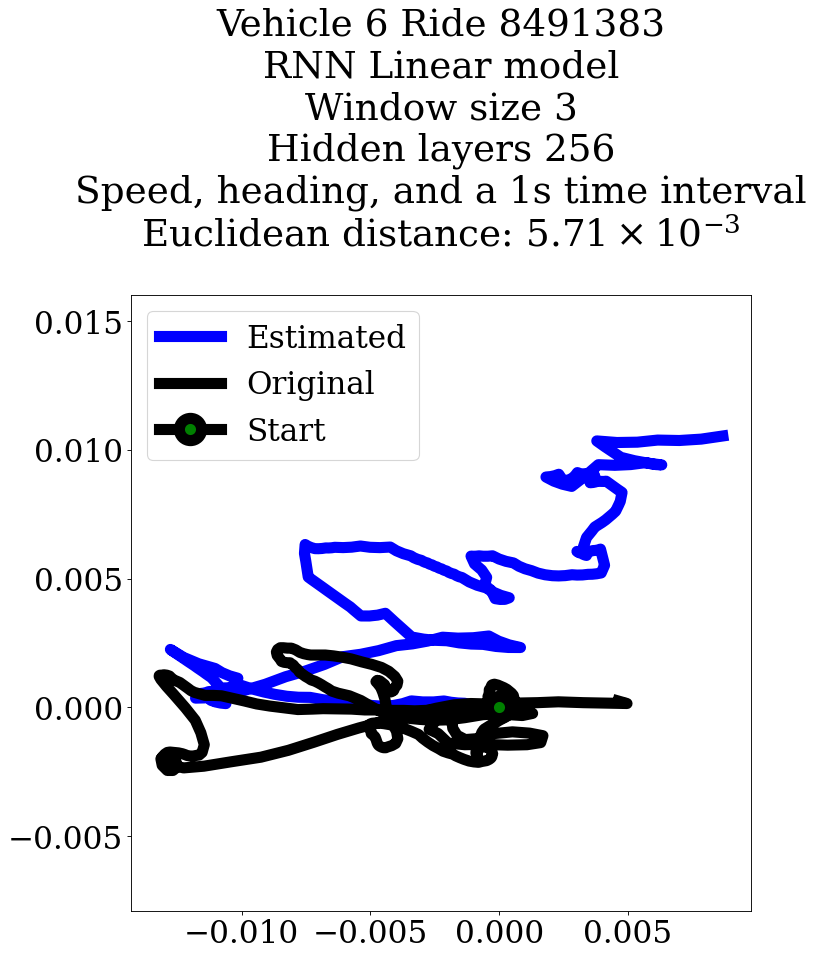 Vehicle 6 Ride 8491383
RNN Linear model
Window size 3
Hidden layers 256
Speed, heading, and a 1s time interval
Euclidean distance: 5.71 × 10⁻³
Estimated
Original
Start
0.015
0.010
0.005
0.000
−0.005
−0.010 −0.005 0.000 0.005